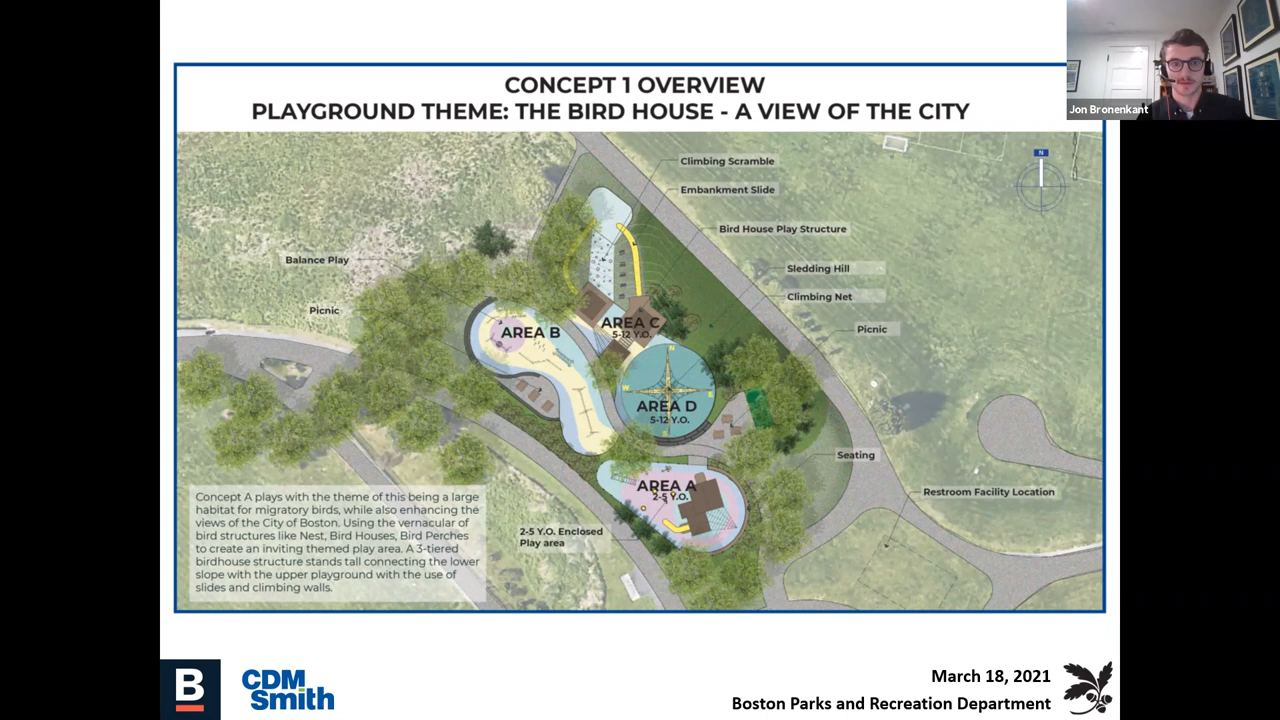 Jon Bronenkant
CONCEPT 1 OVERVIEW
PLAYGROUND THEME: THE BIRD HOUSE - A VIEW OF THE CITY
N
Climbing Scramble
Embankment Slide
Bird House Play Structure
Balance Play
Sledding Hill
Climbing Net
Picnic
Picnic
AREA B
AREA C
5-12 Y.O.
N
W
E
AREA D
5-12 Y.O.
Seating
AREA A
2-5 Y.O.
Restroom Facility Location
2-5 Y.O. Enclosed
Play area
Concept A plays with the theme of this being a large
habitat for migratory birds, while also enhancing the
views of the City of Boston. Using the vernacular of
bird structures like Nest, Bird Houses, Bird Perches
to create an inviting themed play area. A 3-tiered
birdhouse structure stands tall connecting the lower
slope with the upper playground with the use of
slides and climbing walls.
B
CDM
Smith
March 18, 2021
Boston Parks and Recreation Department